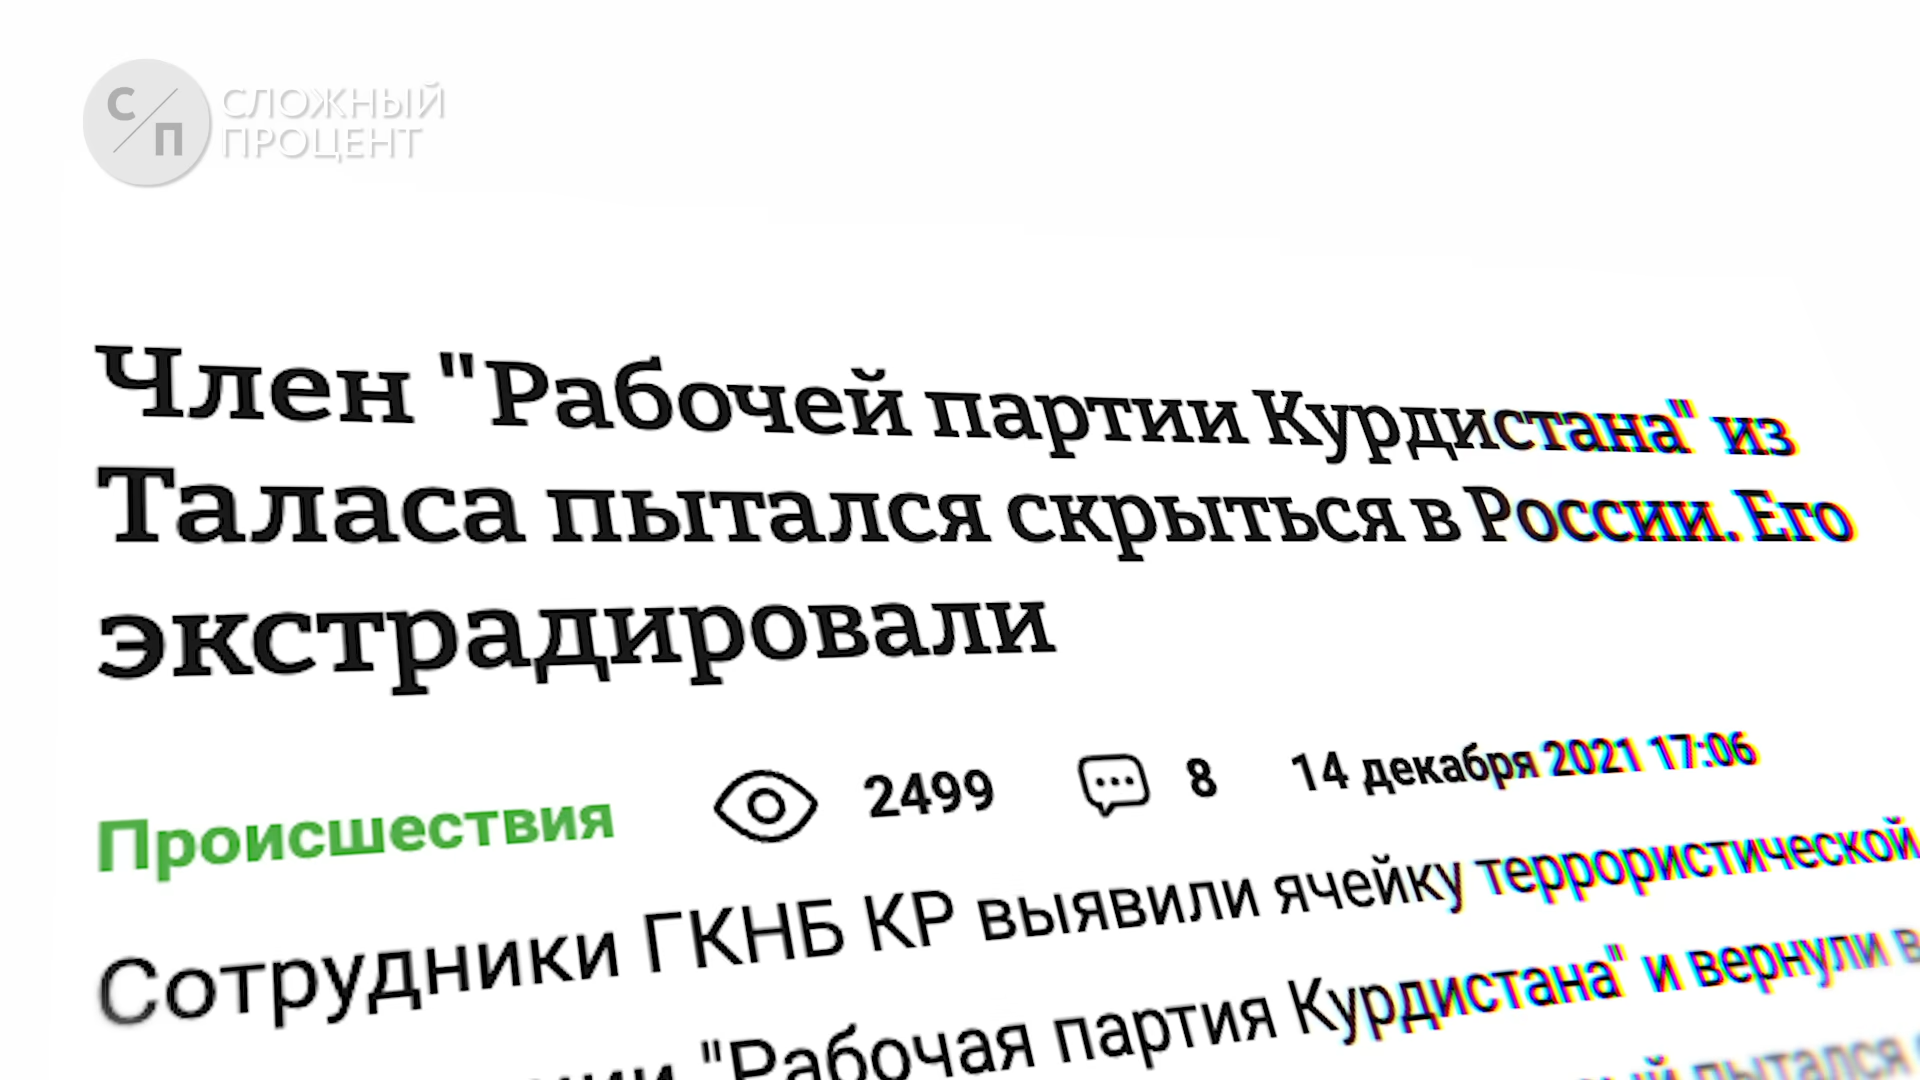 С/П СЛОЖНЫЙ
ПРОЦЕНТ
Член "Рабочей партии Курдистана" из
Таласа пытался скрыться в России. Его
экстрадировали
Происшествия 2499 8 14 декабря 2021 17:06
Сотрудники ГКНБ КР выявили ячейку террористической
"Рабочая партия Курдистана" и вернули в
пытался